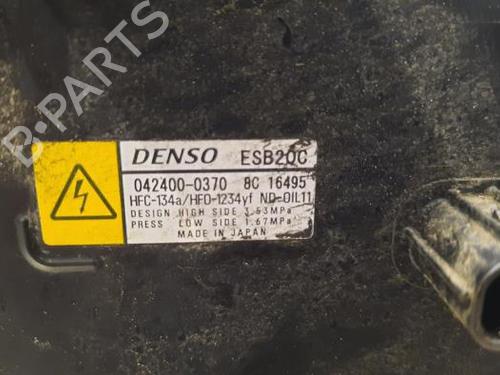 B-PARTS
DENSO ESB20C
042400-0370 8C 16495
HFC-134a/HFO-1234yf ND-OIL11
DESIGN HIGH SIDE 3.53MPa
PRESS LOW SIDE 1.67MPa
MADE IN JAPAN